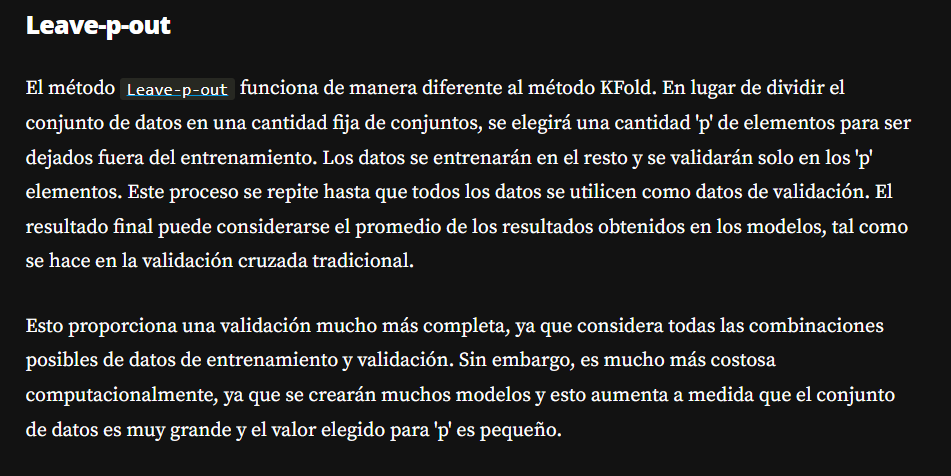 Leave-p-out
El método Leave-p-out funciona de manera diferente al método KFold. En lugar de dividir el
conjunto de datos en una cantidad fija de conjuntos, se elegirá una cantidad 'p' de elementos para ser
dejados fuera del entrenamiento. Los datos se entrenarán en el resto y se validarán solo en los 'p'
elementos. Este proceso se repite hasta que todos los datos se utilicen como datos de validación. El
resultado final puede considerarse el promedio de los resultados obtenidos en los modelos, tal como
se hace en la validación cruzada tradicional.
Esto proporciona una validación mucho más completa, ya que considera todas las combinaciones
posibles de datos de entrenamiento y validación. Sin embargo, es mucho más costosa
computacionalmente, ya que se crearán muchos modelos y esto aumenta a medida que el conjunto
de datos es muy grande y el valor elegido para 'p' es pequeño.